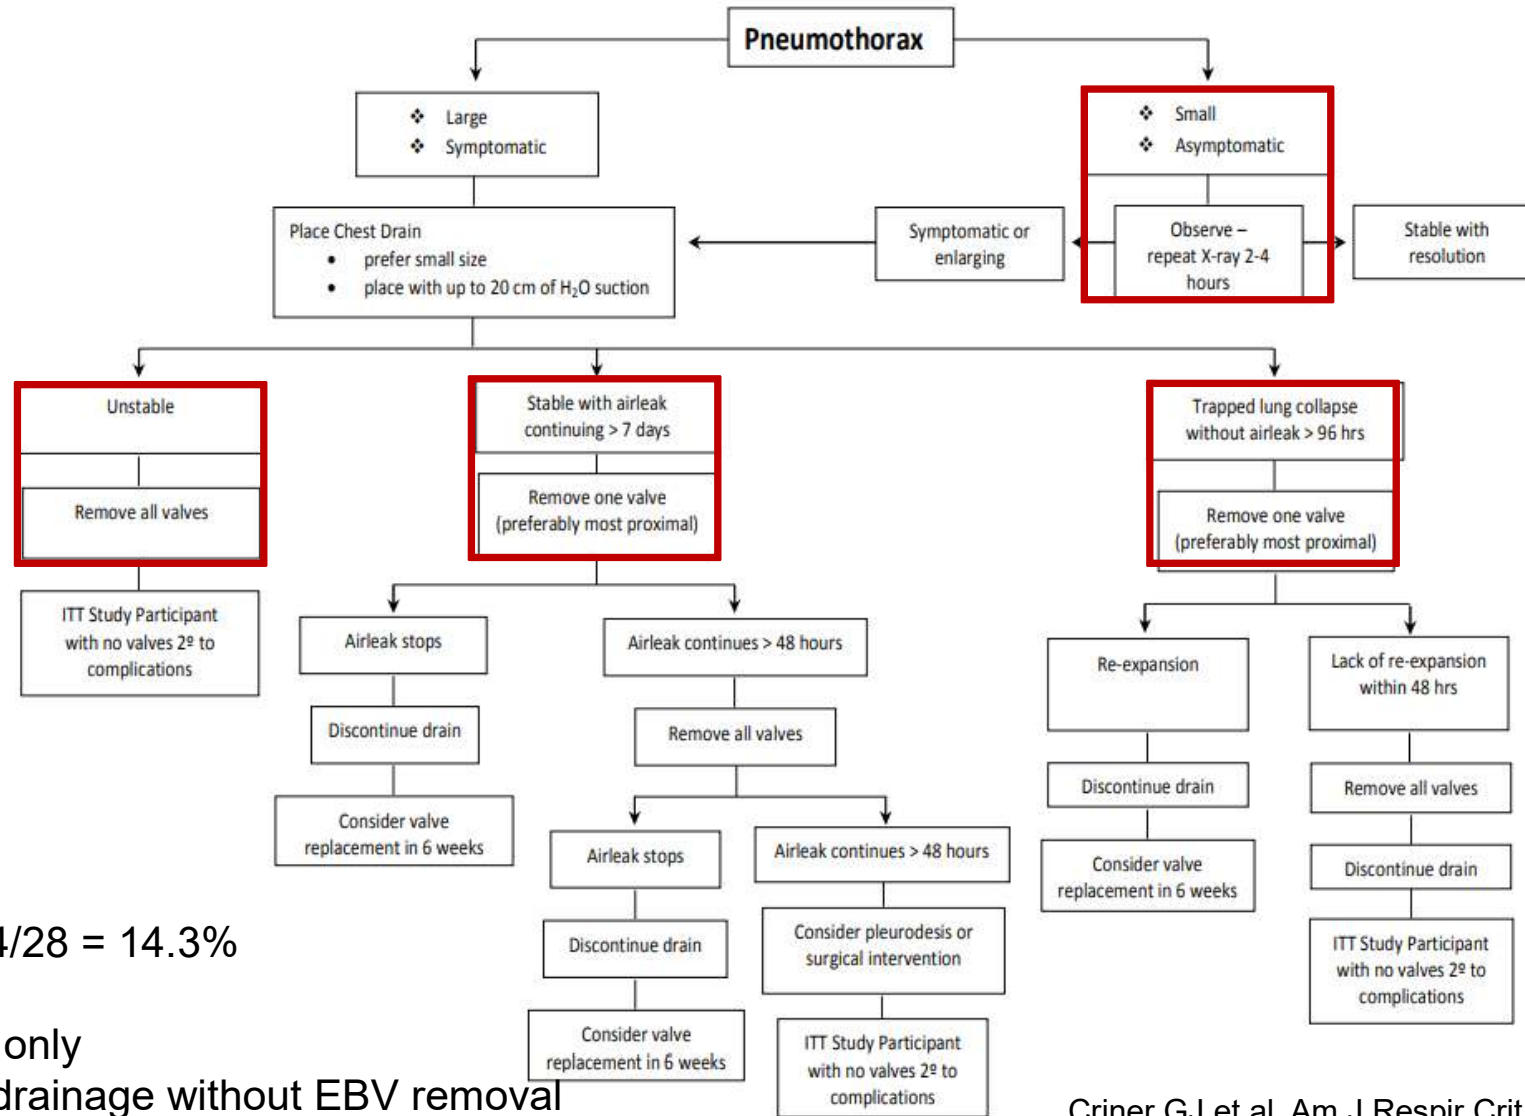 Pneumothorax
❖ Large
❖ Symptomatic
❖ Small
❖ Asymptomatic
Place Chest Drain
• prefer small size
• place with up to 20 cm of H₂O suction
Symptomatic or
enlarging
Observe –
repeat X-ray 2-4
hours
Stable with
resolution
Unstable
Remove all valves
ITT Study Participant
with no valves 2º to
complications
Stable with airleak
continuing > 7 days
Remove one valve
(preferably most proximal)
Airleak stops
Discontinue drain
Consider valve
replacement in 6 weeks
Airleak continues > 48 hours
Remove all valves
Airleak stops
Discontinue drain
Consider valve
replacement in 6 weeks
Airleak continues > 48 hours
Consider pleurodesis or
surgical intervention
ITT Study Participant
with no valves 2º to
complications
Trapped lung collapse
without airleak > 96 hrs
Remove one valve
(preferably most proximal)
Re-expansion
Discontinue drain
Consider valve
replacement in 6 weeks
Lack of re-expansion
within 48 hrs
Remove all valves
Discontinue drain
ITT Study Participant
with no valves 2º to
complications
4/28 = 14.3%
only
drainage without EBV removal
Criner GJ et al. Am J Respir Crit